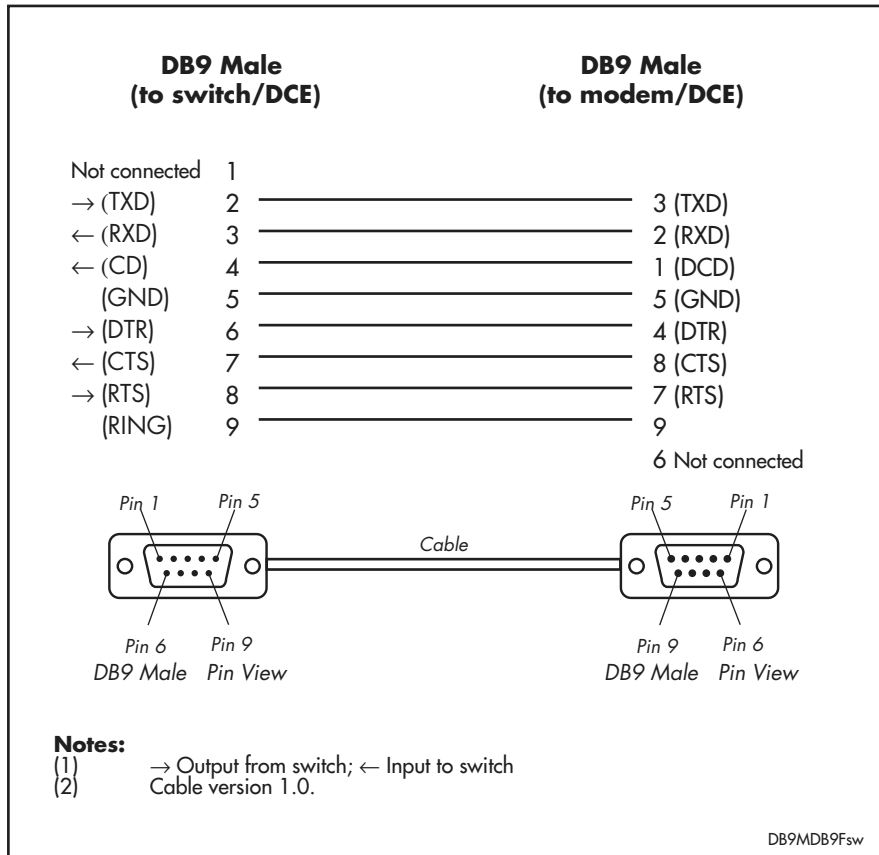 DB9 Male DB9 Male
(to switch/DCE) (to modem/DCE)
Not connected 1
→ (TXD) 2 3 (TXD)
← (RXD) 3 2 (RXD)
← (CD) 4 1 (DCD)
(GND) 5 5 (GND)
→ (DTR) 6 4 (DTR)
← (CTS) 7 8 (CTS)
→ (RTS) 8 7 (RTS)
(RING) 9 9
6 Not connected
Pin 1 Pin 5 Pin 5 Pin 1
Cable
Pin 6 Pin 9 Pin 9 Pin 6
DB9 Male Pin View DB9 Male Pin View
Notes:
(1) → Output from switch; ← Input to switch
(2) Cable version 1.0.
DB9MDB9Fsw